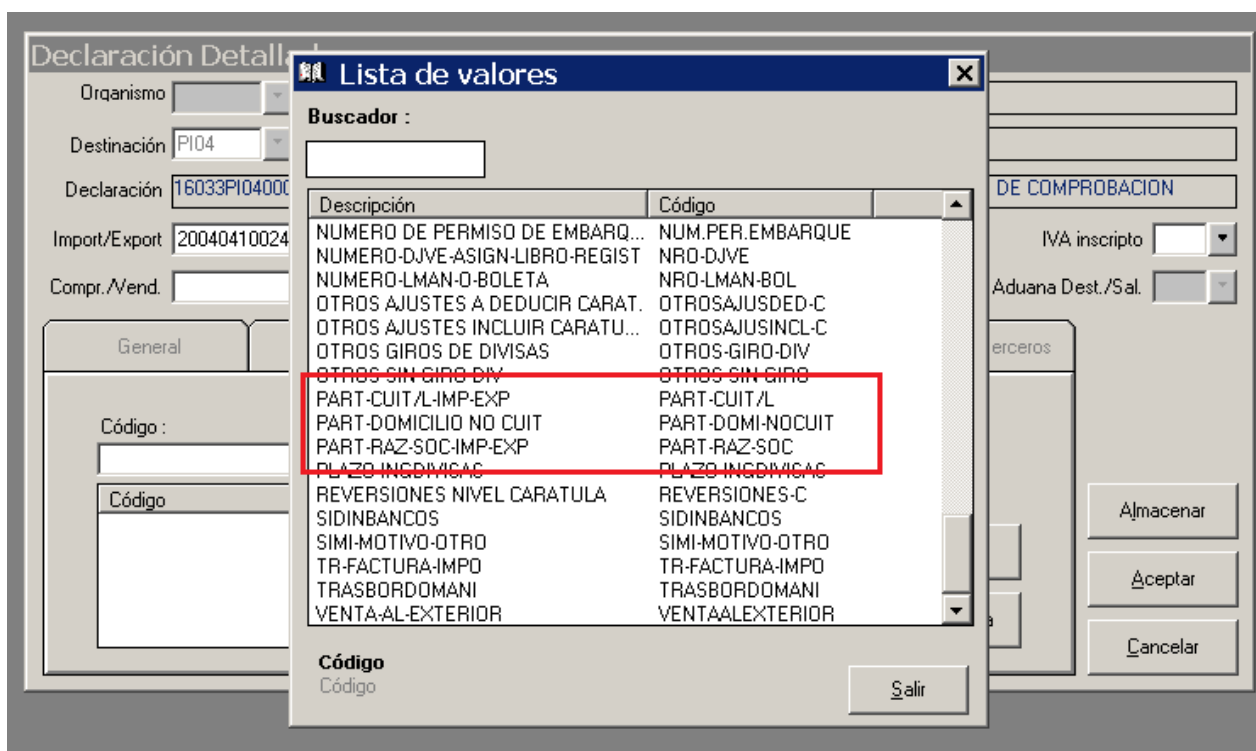 Declaración Detall
Lista de valores
Organismo
Buscador :
Destinación PI04
Declaración 16033PI04000
DE COMPROBACION
Import/Export 20040410024
IVA inscripto
Compr./Vend.
Aduana Dest./Sal.
General
erceros
Descripción Código
NUMERO DE PERMISO DE EMBARQ... NUM.PER.EMBARQUE
NUMERO-DJVE-ASIGN-LIBRO-REGIST NRO-DJVE
NUMERO-LMAN-O-BOLETA NRO-LMAN-BOL
OTROS AJUSTES A DEDUCIR CARAT. OTROSAJUSDED-C
OTROS AJUSTES INCLUIR CARATU... OTROSAJUSINCL-C
OTROS GIROS DE DIVISAS OTROS-GIRO-DIV
OTROS SIN GIRO DIV OTROS SIN GIRO
PART-CUIT/L-IMP-EXP PART-CUIT/L
PART-DOMICILIO NO CUIT PART-DOMI-NOCUIT
PART-RAZ-SOC-IMP-EXP PART-RAZ-SOC
PLAZO INGDIVISAS PLAZO INGDIVISAS
REVERSIONES NIVEL CARATULA REVERSIONES-C
SIDINBANCOS SIDINBANCOS
SIMI-MOTIVO-OTRO SIMI-MOTIVO-OTRO
TR-FACTURA-IMPO TR-FACTURA-IMPO
TRASBORDOMANI TRASBORDOMANI
VENTA-AL-EXTERIOR VENTAALEXTERIOR
Código :
Código
Almacenar
Aceptar
Cancelar
Código
Código
Salir